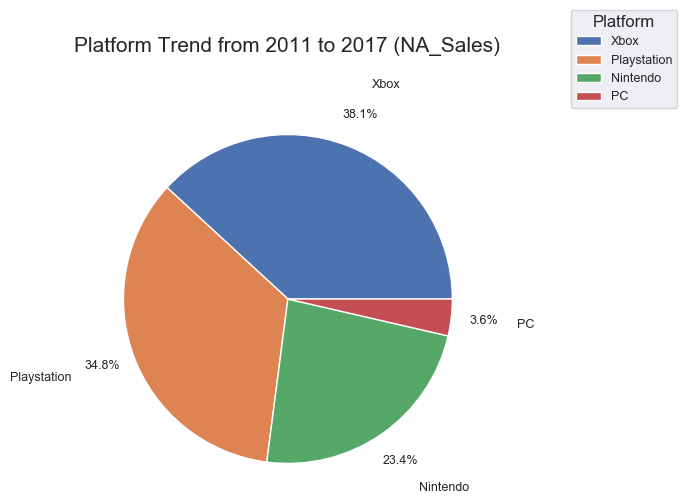 Platform Trend from 2011 to 2017 (NA_Sales)
Platform
Xbox
Playstation
Nintendo
PC
Xbox
38.1%
3.6%
PC
34.8%
Playstation
23.4%
Nintendo